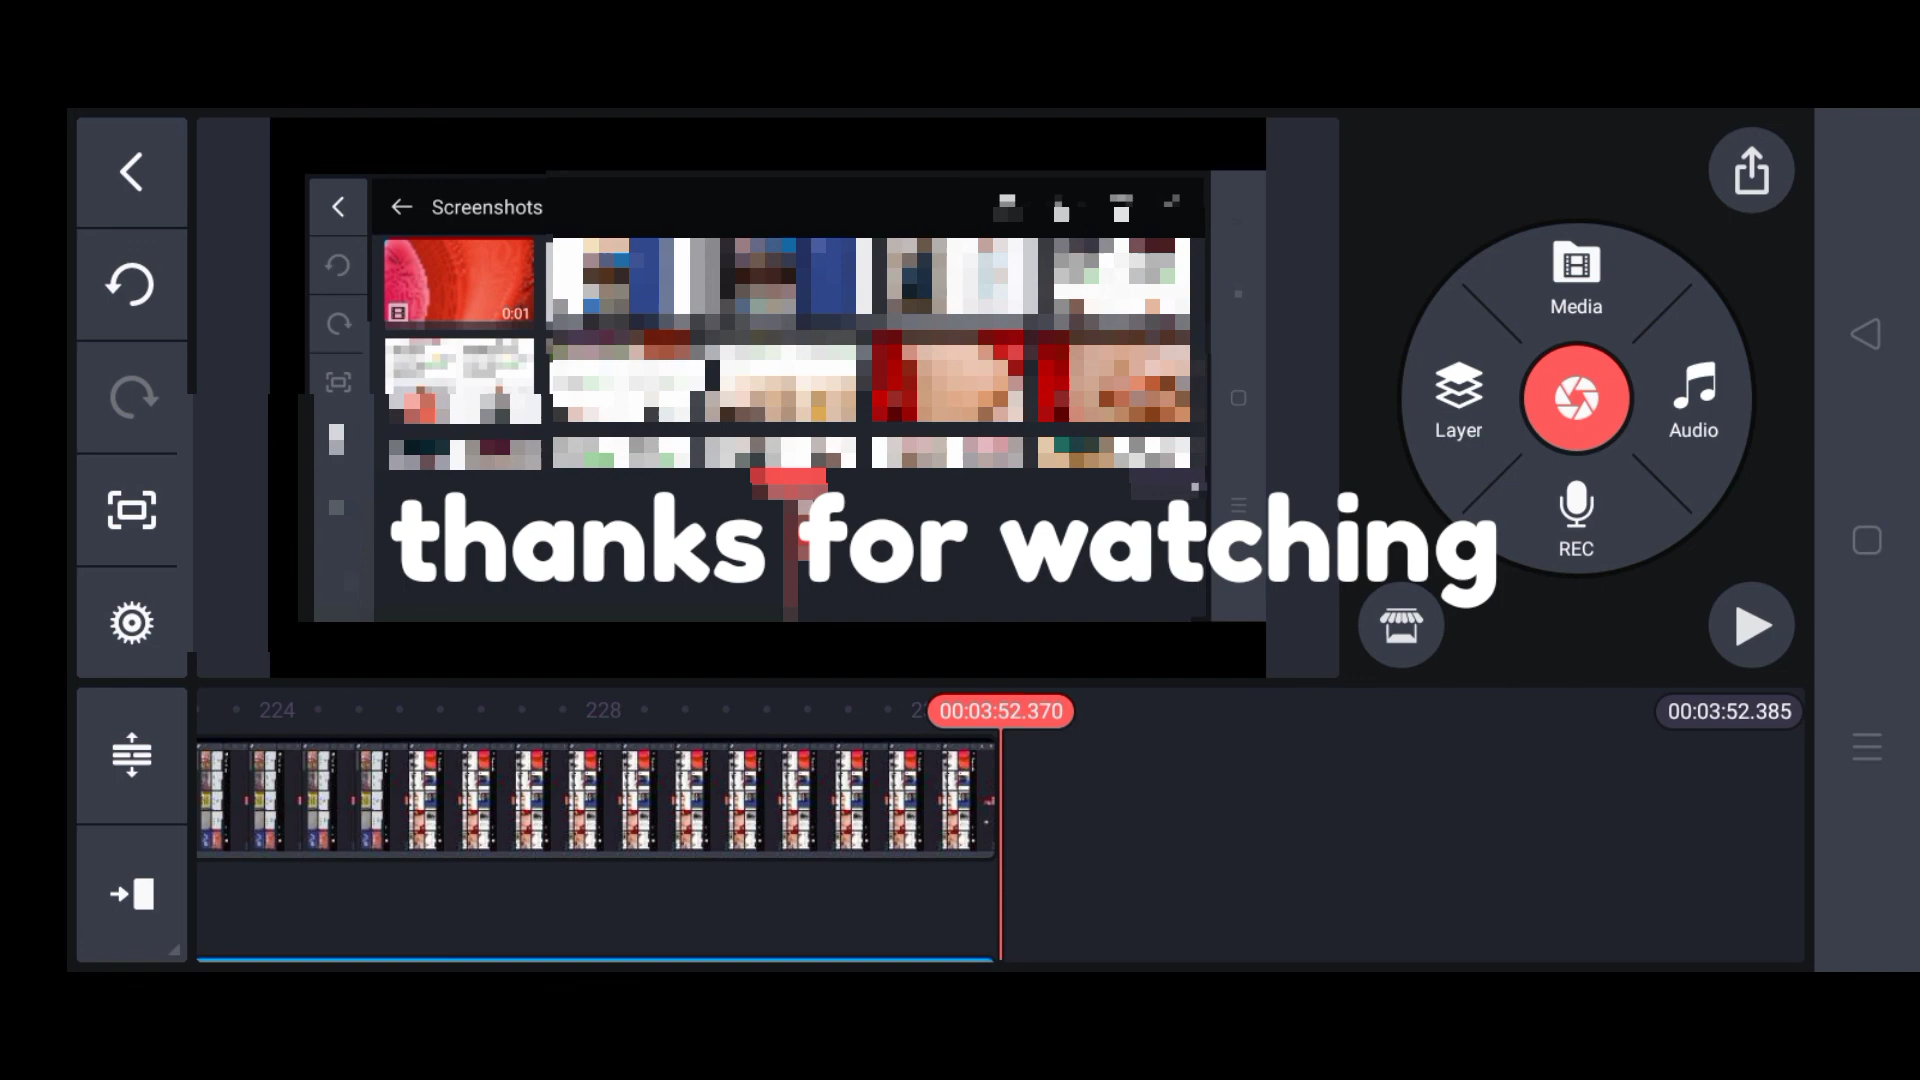 Screenshots
0:01
Media
Layer
Audio
REC
thanks for watching
224
228
00:03:52.370
00:03:52.385